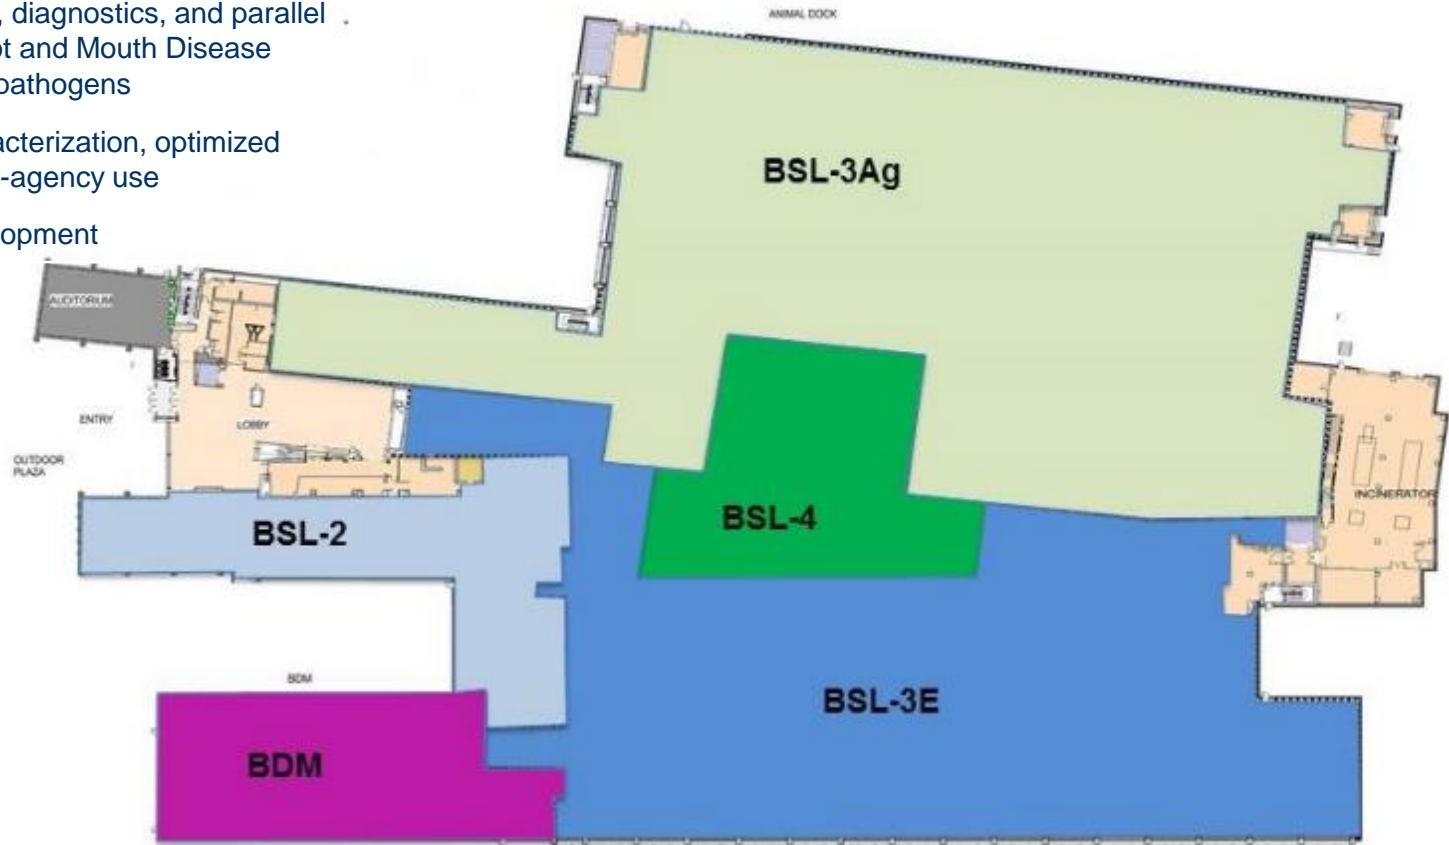 , diagnostics, and parallel
ot and Mouth Disease
pathogens
acterization, optimized
-agency use
opment
ANIMAL DOCK
BSL-3Ag
AUDITORIUM
ENTRY
LOBBY
OUTDOOR
PLAZA
BSL-2
BSL-4
INCINERATOR
BDM
BSL-3E
BDM